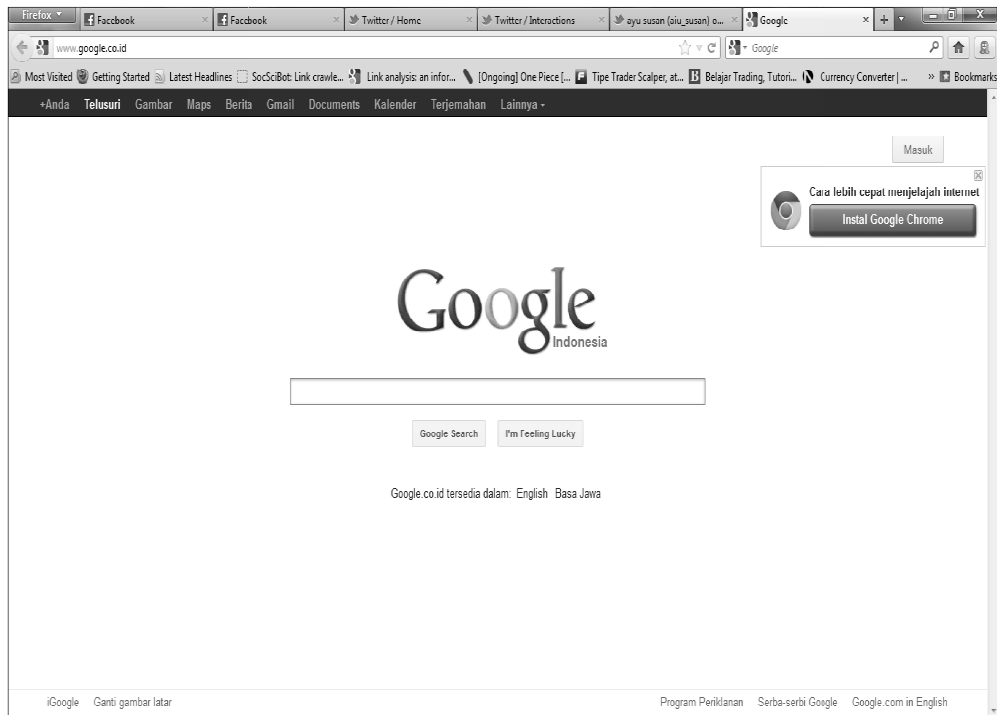 Firefox
Facebook
Facebook
Twitter / Home
Twitter / Interactions
ayu susan (aiu_susan) o...
Google
www.google.co.id
Google
Most Visited
Getting Started
Latest Headlines
SocSciBot: Link crawle...
Link analysis: an infor...
[Ongoing] One Piece [...
Tipe Trader Scalper, at...
Belajar Trading, Tutori...
Currency Converter | ...
» Bookmarks
+Anda Telusuri Gambar Maps Berita Gmail Documents Kalender Terjemahan Lainnya
Masuk
Cara lebih cepat menjelajah internet
Instal Google Chrome
Google
Indonesia
Google Search I'm Feeling Lucky
Google.co.id tersedia dalam: English Basa Jawa
iGoogle Ganti gambar latar Program Periklanan Serba-serbi Google Google.com in English